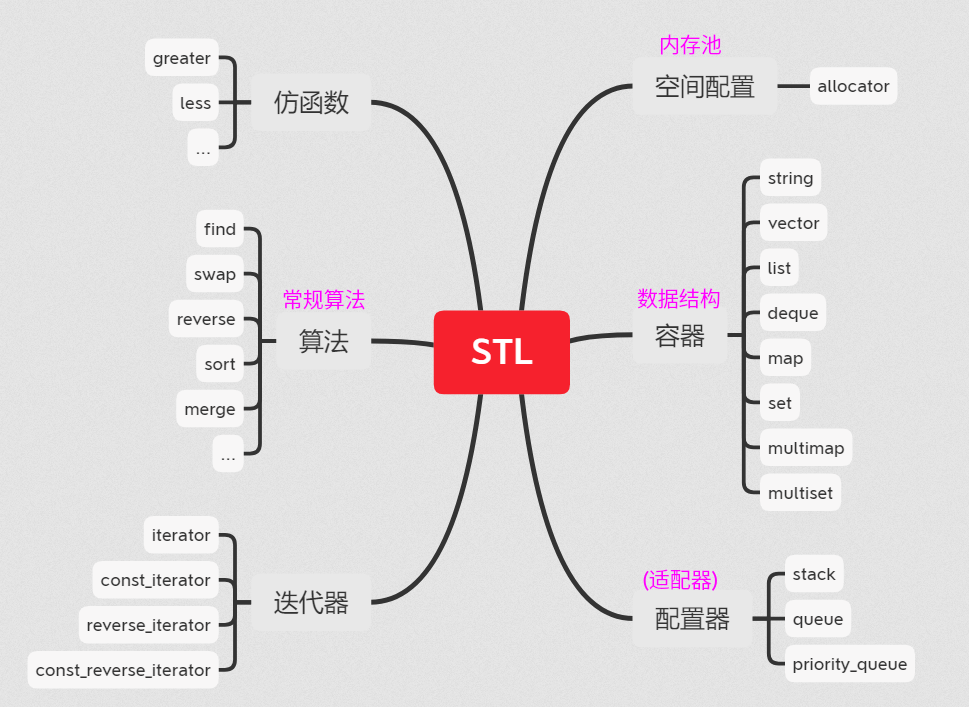 STL
仿函数
greater
less
...
常规算法
算法
find
swap
reverse
sort
merge
...
迭代器
iterator
const_iterator
reverse_iterator
const_reverse_iterator
内存池
空间配置
allocator
数据结构
容器
string
vector
list
deque
map
set
multimap
multiset
(适配器)
配置器
stack
queue
priority_queue